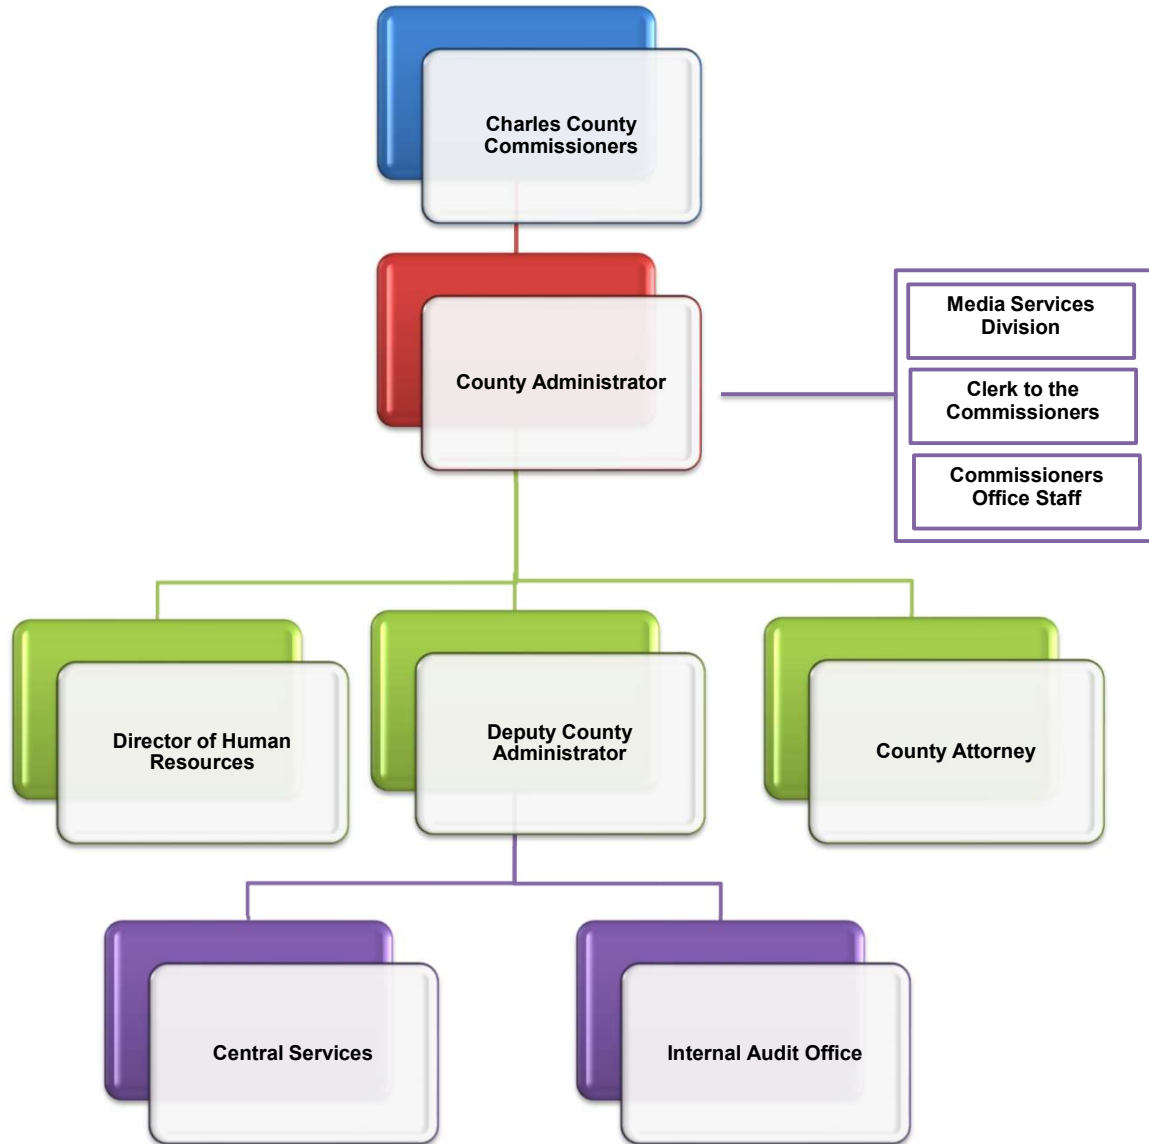 Charles County
Commissioners
County Administrator
Media Services
Division
Clerk to the
Commissioners
Commissioners
Office Staff
Director of Human
Resources
Deputy County
Administrator
County Attorney
Central Services
Internal Audit Office